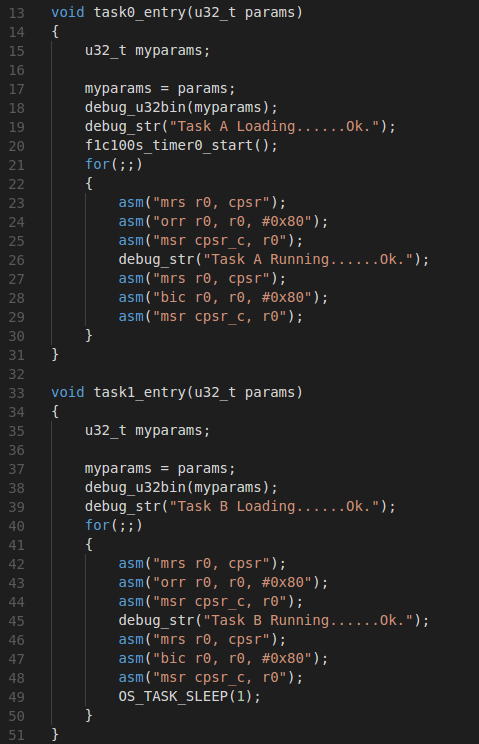 13 void task0_entry(u32_t params)
14 {
15     u32_t myparams;
16
17     myparams = params;
18     debug_u32bin(myparams);
19     debug_str("Task A Loading......Ok.");
20     f1c100s_timer0_start();
21     for(;;)
22     {
23         asm("mrs r0, cpsr");
24         asm("orr r0, r0, #0x80");
25         asm("msr cpsr_c, r0");
26         debug_str("Task A Running......Ok.");
27         asm("mrs r0, cpsr");
28         asm("bic r0, r0, #0x80");
29         asm("msr cpsr_c, r0");
30     }
31 }
32
33 void task1_entry(u32_t params)
34 {
35     u32_t myparams;
36
37     myparams = params;
38     debug_u32bin(myparams);
39     debug_str("Task B Loading......Ok.");
40     for(;;)
41     {
42         asm("mrs r0, cpsr");
43         asm("orr r0, r0, #0x80");
44         asm("msr cpsr_c, r0");
45         debug_str("Task B Running......Ok.");
46         asm("mrs r0, cpsr");
47         asm("bic r0, r0, #0x80");
48         asm("msr cpsr_c, r0");
49         OS_TASK_SLEEP(1);
50     }
51 }